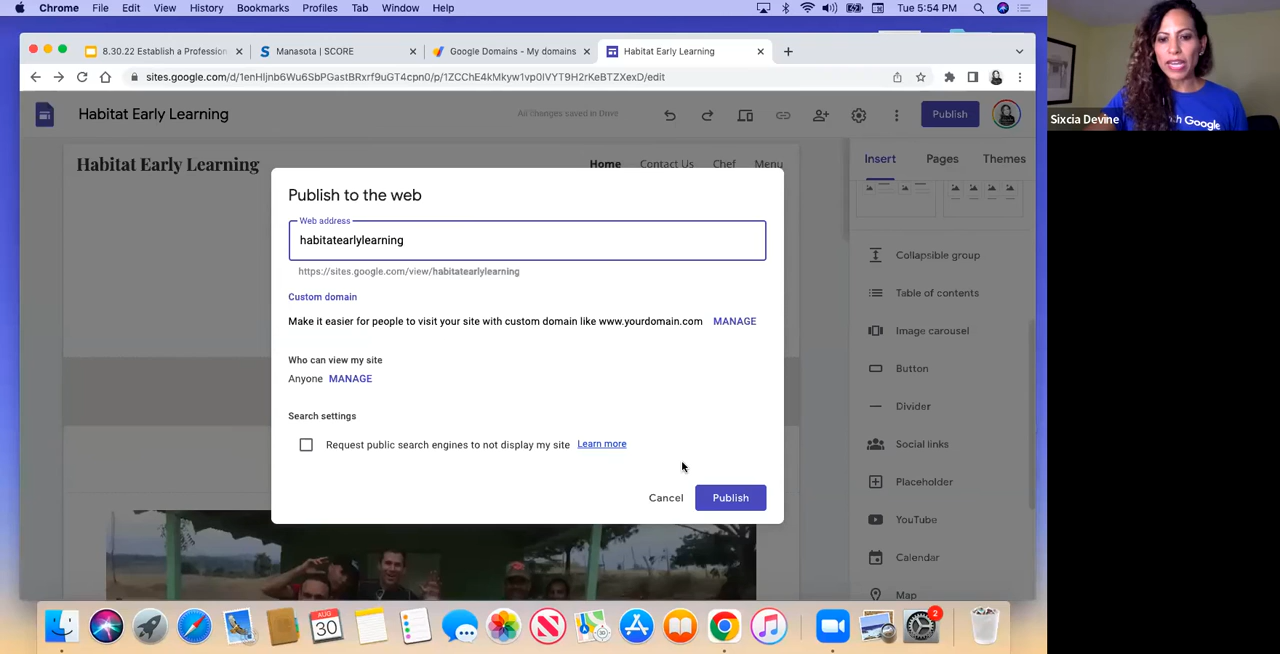 Chrome File Edit View History Bookmarks Profiles Tab Window Help Tue 5:54 PM
8.30.22 Establish a Profession Manasota | SCORE Google Domains - My domains Habitat Early Learning
sites.google.com/d/1enHljnb6Wu6SbPGastBRxrf9uGT4cpn0/p/1ZCChE4kMkyw1vp0IVYT9H2rKeBTZXexD/edit
Habitat Early Learning All changes saved in Drive Publish
Habitat Early Learning Home Contact Us Chef Menu
Insert Pages Themes
Publish to the web
Web address
habitatearlylearning
https://sites.google.com/view/habitatearlylearning
Custom domain
Make it easier for people to visit your site with custom domain like www.yourdomain.com MANAGE
Who can view my site
Anyone MANAGE
Search settings
Request public search engines to not display my site Learn more
Cancel Publish
Collapsible group
Table of contents
Image carousel
Button
Divider
Social links
Placeholder
YouTube
Calendar
Map
AUG
30
2
Sixcia Devine
Google